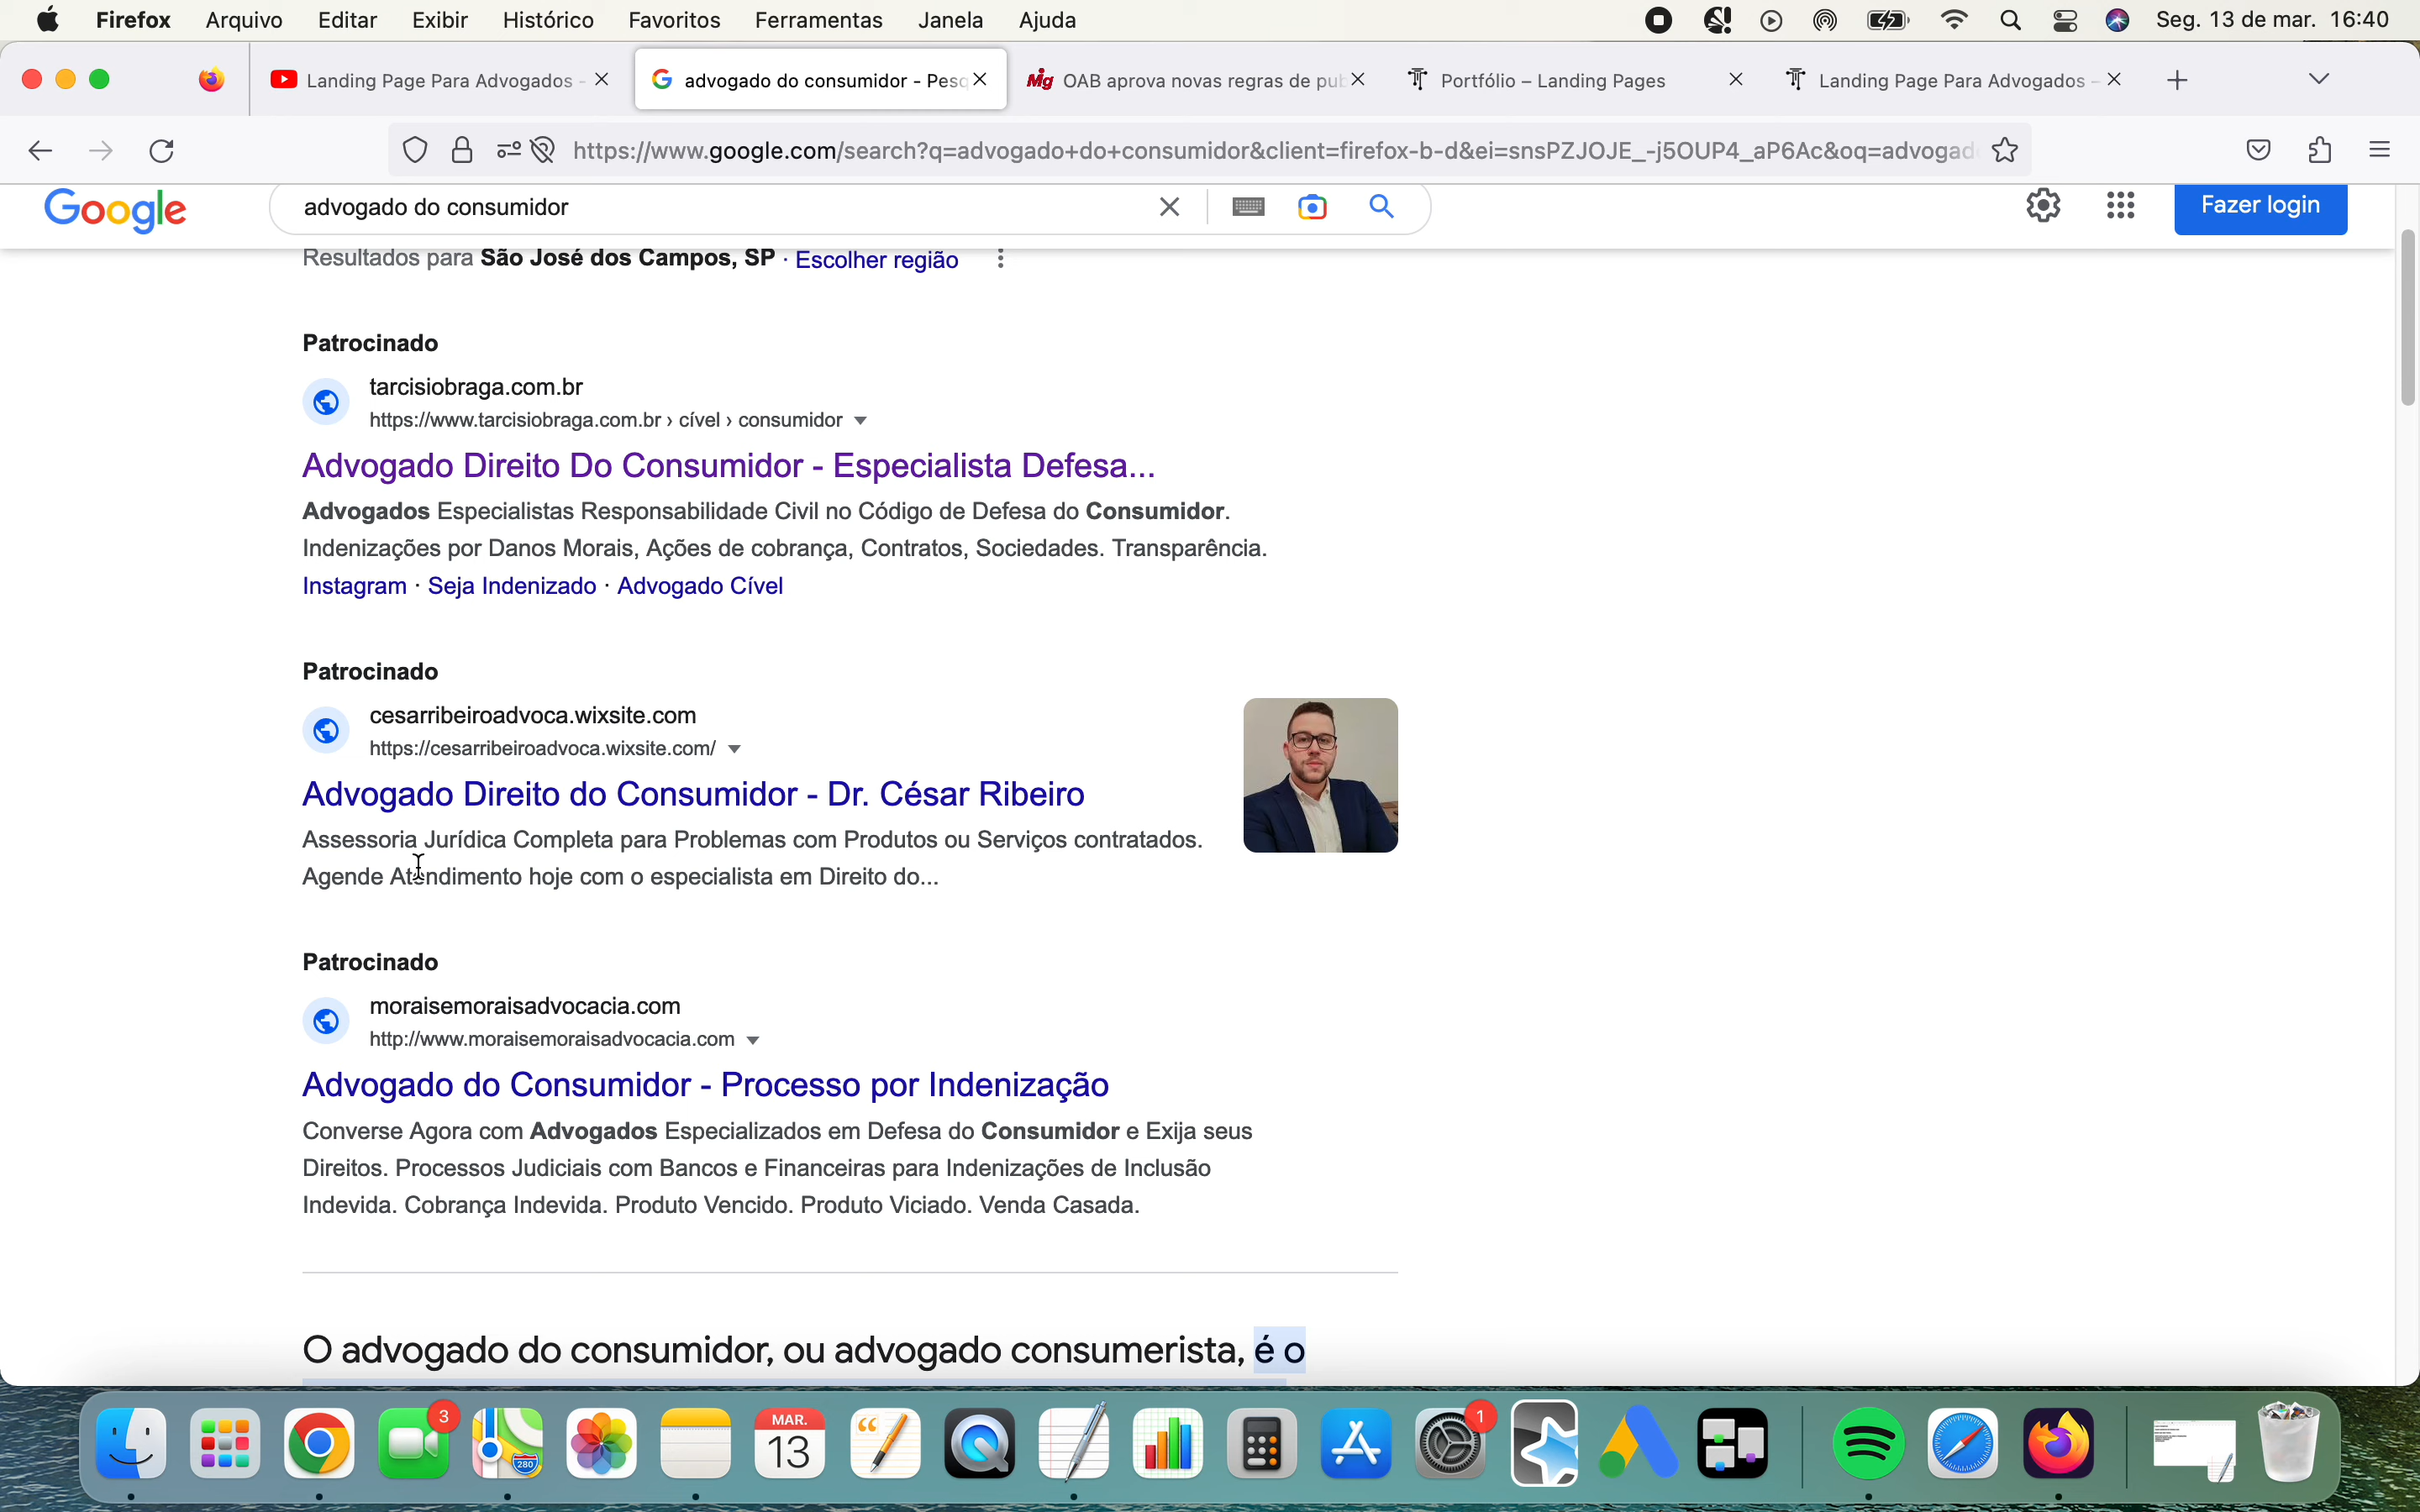 Firefox Arquivo Editar Exibir Histórico Favoritos Ferramentas Janela Ajuda Seg. 13 de mar. 16:40
Landing Page Para Advogados - advogado do consumidor - Pesq OAB aprova novas regras de pub Portfólio – Landing Pages Landing Page Para Advogados –
https://www.google.com/search?q=advogado+do+consumidor&client=firefox-b-d&ei=snsPZJOJE_-j5OUP4_aP6Ac&oq=advogad
Google advogado do consumidor Fazer login
Resultados para São José dos Campos, SP · Escolher região
Patrocinado
tarcisiobraga.com.br
https://www.tarcisiobraga.com.br › cível › consumidor
Advogado Direito Do Consumidor - Especialista Defesa...
Advogados Especialistas Responsabilidade Civil no Código de Defesa do Consumidor.
Indenizações por Danos Morais, Ações de cobrança, Contratos, Sociedades. Transparência.
Instagram · Seja Indenizado · Advogado Cível
Patrocinado
cesarribeiroadvoca.wixsite.com
https://cesarribeiroadvoca.wixsite.com/
Advogado Direito do Consumidor - Dr. César Ribeiro
Assessoria Jurídica Completa para Problemas com Produtos ou Serviços contratados.
Agende Atendimento hoje com o especialista em Direito do...
Patrocinado
moraisemoraisadvocacia.com
http://www.moraisemoraisadvocacia.com
Advogado do Consumidor - Processo por Indenização
Converse Agora com Advogados Especializados em Defesa do Consumidor e Exija seus
Direitos. Processos Judiciais com Bancos e Financeiras para Indenizações de Inclusão
Indevida. Cobrança Indevida. Produto Vencido. Produto Viciado. Venda Casada.
O advogado do consumidor, ou advogado consumerista, é o
3 280 MAR. 13 1